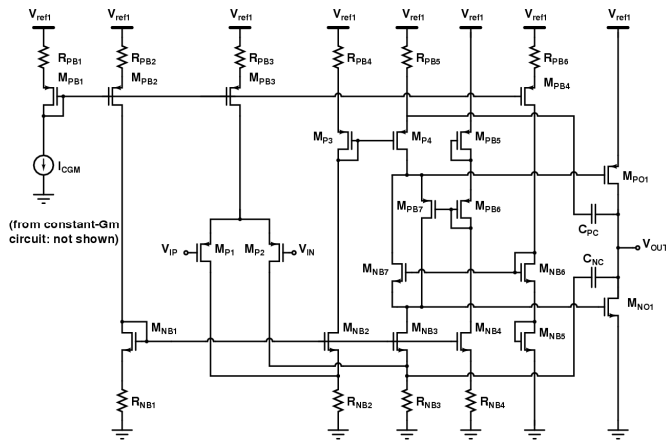 Vref1 Vref1 Vref1 Vref1 Vref1 Vref1 Vref1 Vref1
RPB1 RPB2 RPB3 RPB4 RPB5 RPB6
MPB1 MPB2 MPB3 MPB4
MP3 MP4 MPB5
ICGM
MPO1
MPB7 MPB6
CPC
(from constant-Gm
circuit: not shown)
VIP MP1 MP2 VIN
VOUT
CNC
MNB7 MNB6
MNO1
MNB1 MNB2 MNB3 MNB4 MNB5
RNB1 RNB2 RNB3 RNB4